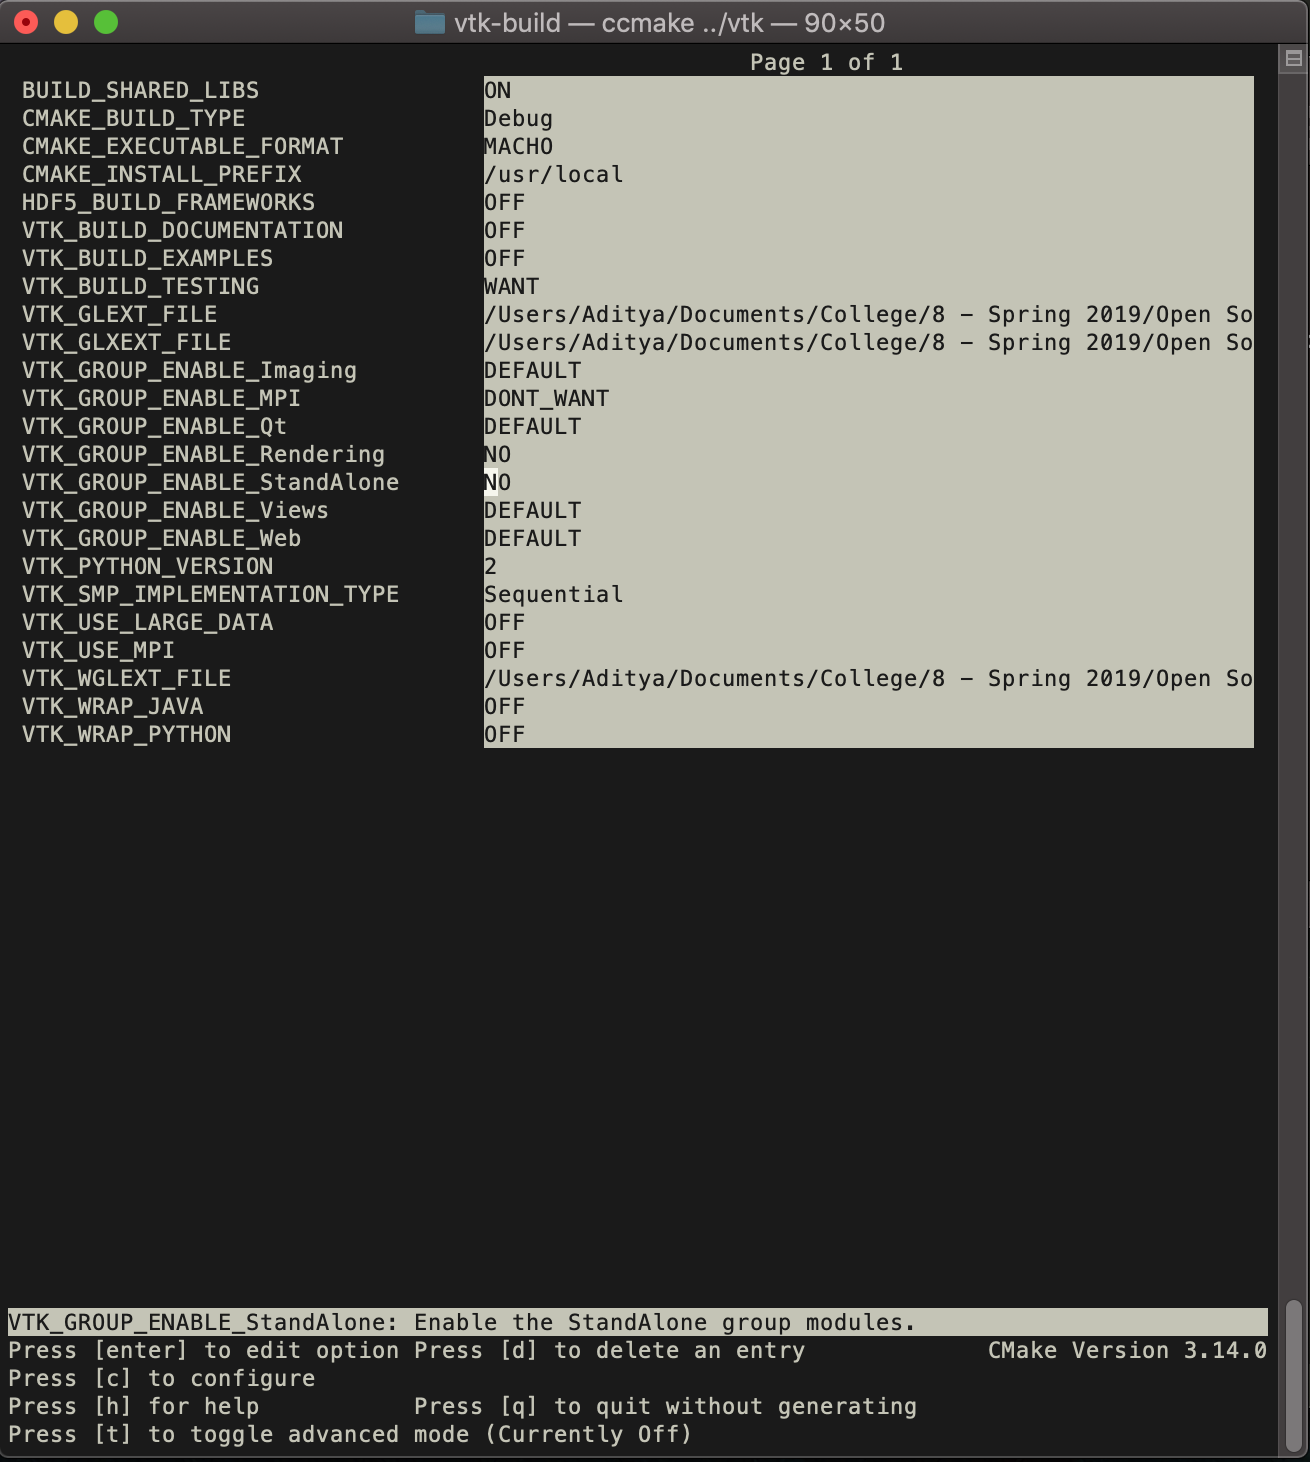 vtk-build — ccmake ../vtk — 90×50
Page 1 of 1
BUILD_SHARED_LIBS ON
CMAKE_BUILD_TYPE Debug
CMAKE_EXECUTABLE_FORMAT MACHO
CMAKE_INSTALL_PREFIX /usr/local
HDF5_BUILD_FRAMEWORKS OFF
VTK_BUILD_DOCUMENTATION OFF
VTK_BUILD_EXAMPLES OFF
VTK_BUILD_TESTING WANT
VTK_GLEXT_FILE /Users/Aditya/Documents/College/8 – Spring 2019/Open So
VTK_GLXEXT_FILE /Users/Aditya/Documents/College/8 – Spring 2019/Open So
VTK_GROUP_ENABLE_Imaging DEFAULT
VTK_GROUP_ENABLE_MPI DONT_WANT
VTK_GROUP_ENABLE_Qt DEFAULT
VTK_GROUP_ENABLE_Rendering NO
VTK_GROUP_ENABLE_StandAlone NO
VTK_GROUP_ENABLE_Views DEFAULT
VTK_GROUP_ENABLE_Web DEFAULT
VTK_PYTHON_VERSION 2
VTK_SMP_IMPLEMENTATION_TYPE Sequential
VTK_USE_LARGE_DATA OFF
VTK_USE_MPI OFF
VTK_WGLEXT_FILE /Users/Aditya/Documents/College/8 – Spring 2019/Open So
VTK_WRAP_JAVA OFF
VTK_WRAP_PYTHON OFF
VTK_GROUP_ENABLE_StandAlone: Enable the StandAlone group modules.
Press [enter] to edit option Press [d] to delete an entry CMake Version 3.14.0
Press [c] to configure
Press [h] for help Press [q] to quit without generating
Press [t] to toggle advanced mode (Currently Off)